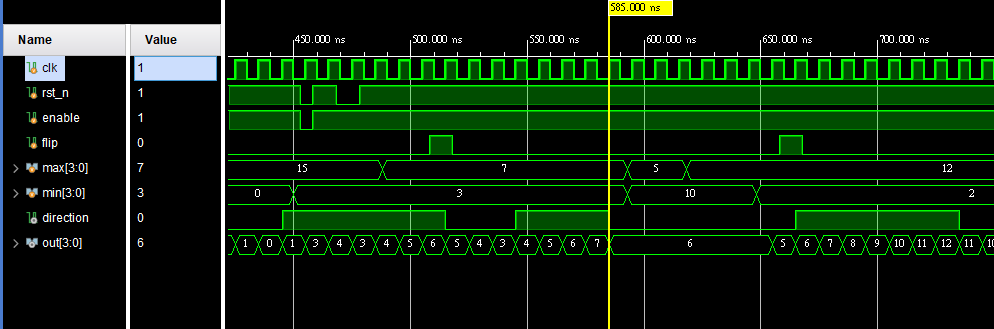 585.000 ns
Name Value
450.000 ns 500.000 ns 550.000 ns 600.000 ns 650.000 ns 700.000 ns
clk 1
rst_n 1
enable 1
flip 0
max[3:0] 7 15 7 5 12
min[3:0] 3 0 3 10 2
direction 0
out[3:0] 6 1 0 1 3 4 3 4 5 6 5 4 3 4 5 6 7 6 5 6 7 8 9 10 11 12 11 10